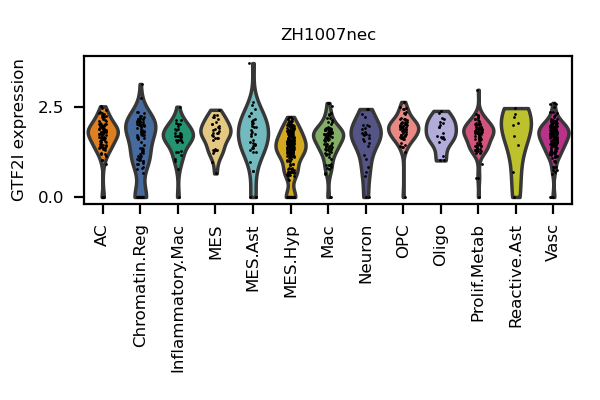 ZH1007nec
GTF2I expression
2.5
0.0
AC
Chromatin.Reg
Inflammatory.Mac
MES
MES.Ast
MES.Hyp
Mac
Neuron
OPC
Oligo
Prolif.Metab
Reactive.Ast
Vasc